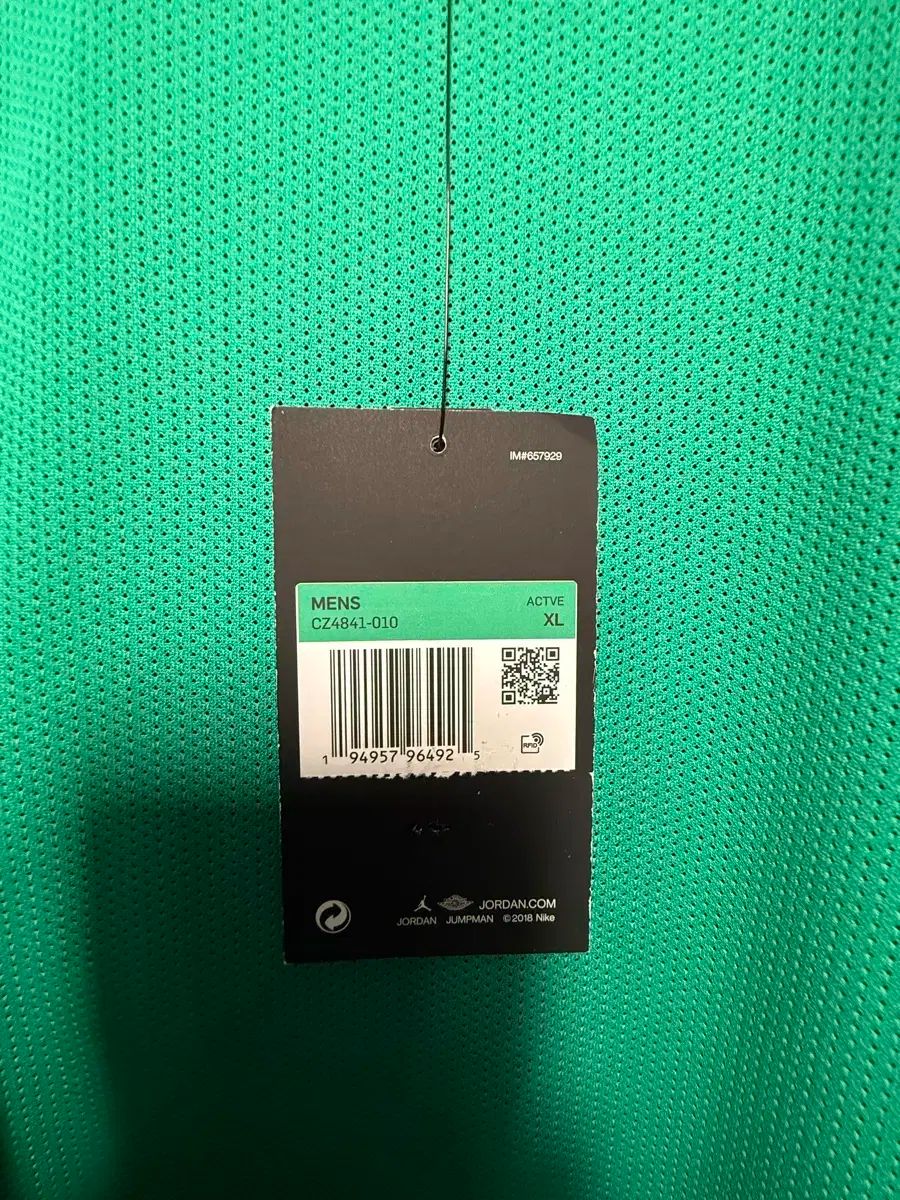 IM#657929
MENS
ACTVE
CZ4841-010
XL
RFID
1 94957 96492 5
JORDAN.COM
JORDAN JUMPMAN ©2018 Nike